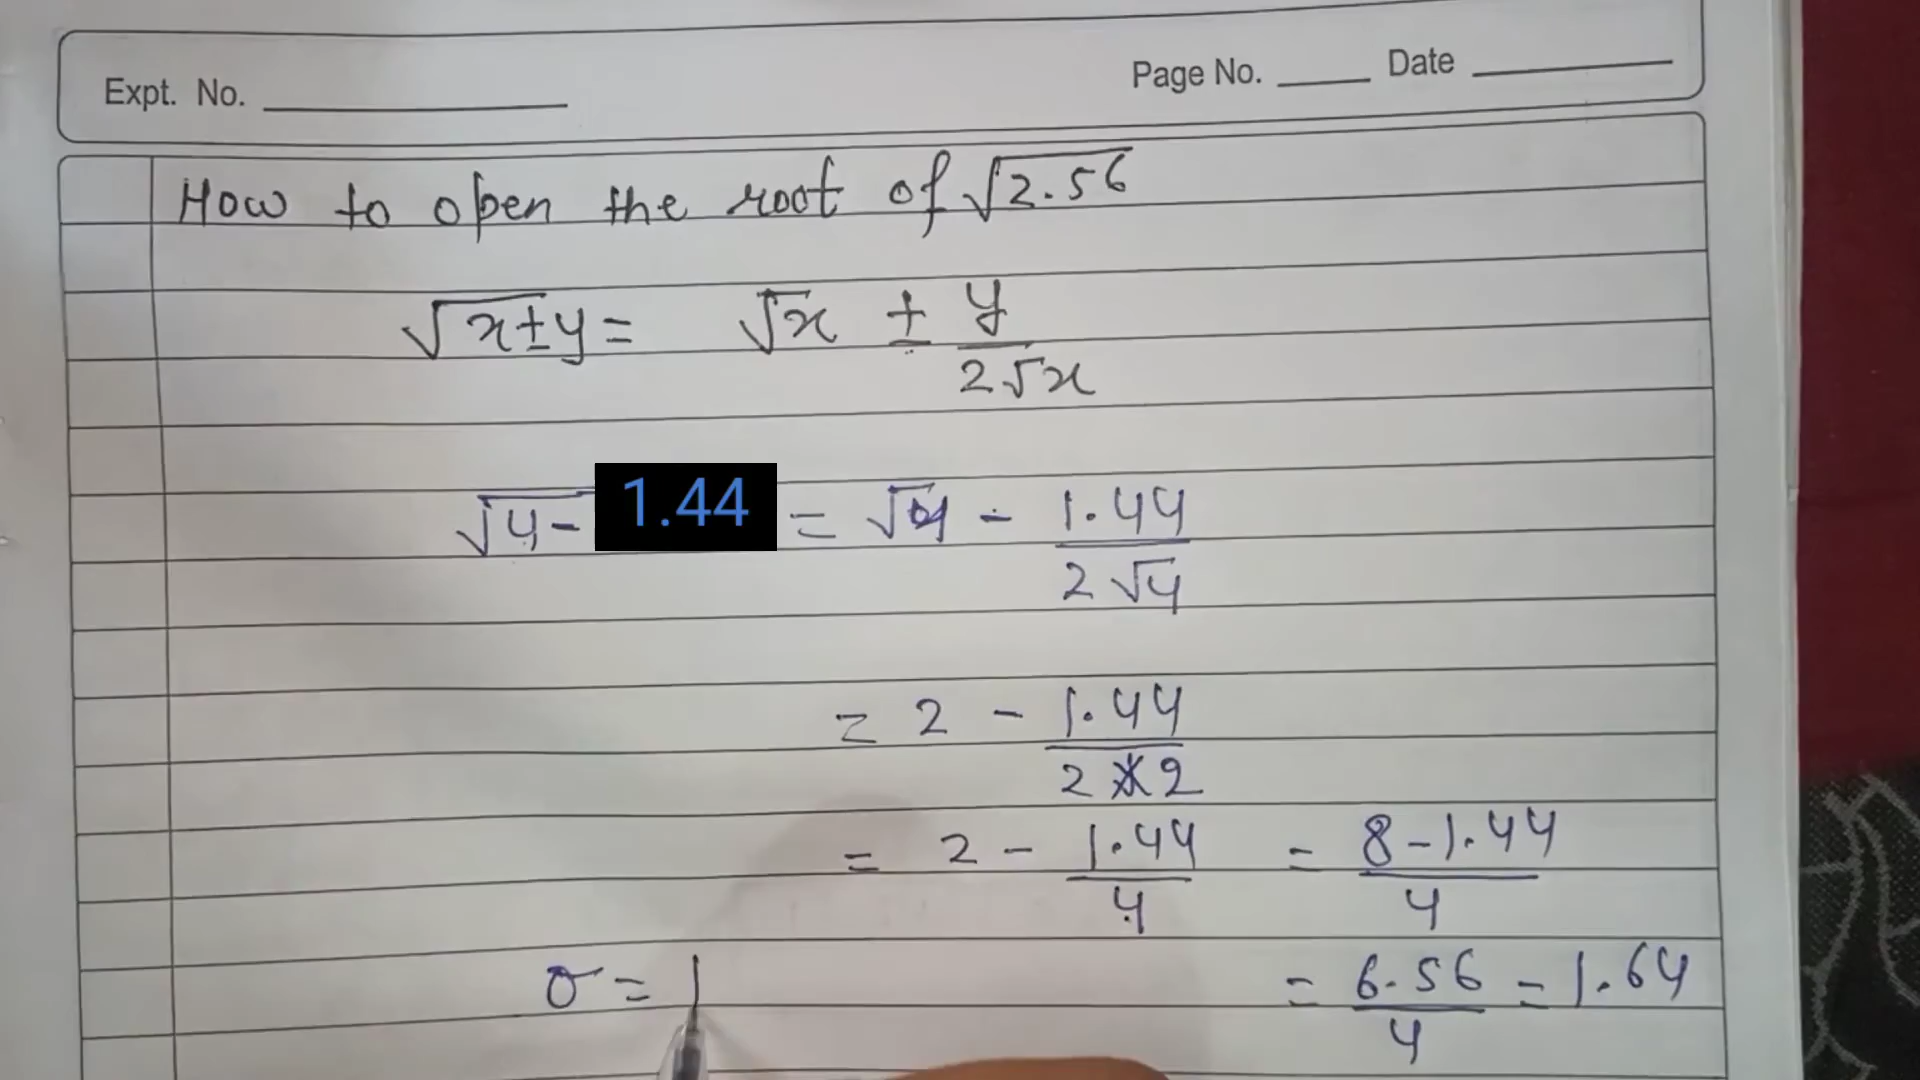 Expt. No. Page No. Date
How to open the root of √2.56
√x±y = √x ± y/2√x
√4- 1.44 = √4 - 1.44/2√4
= 2 - 1.44/2×2
= 2 - 1.44/4 = 8-1.44/4
σ = 1 = 6.56/4 = 1.64